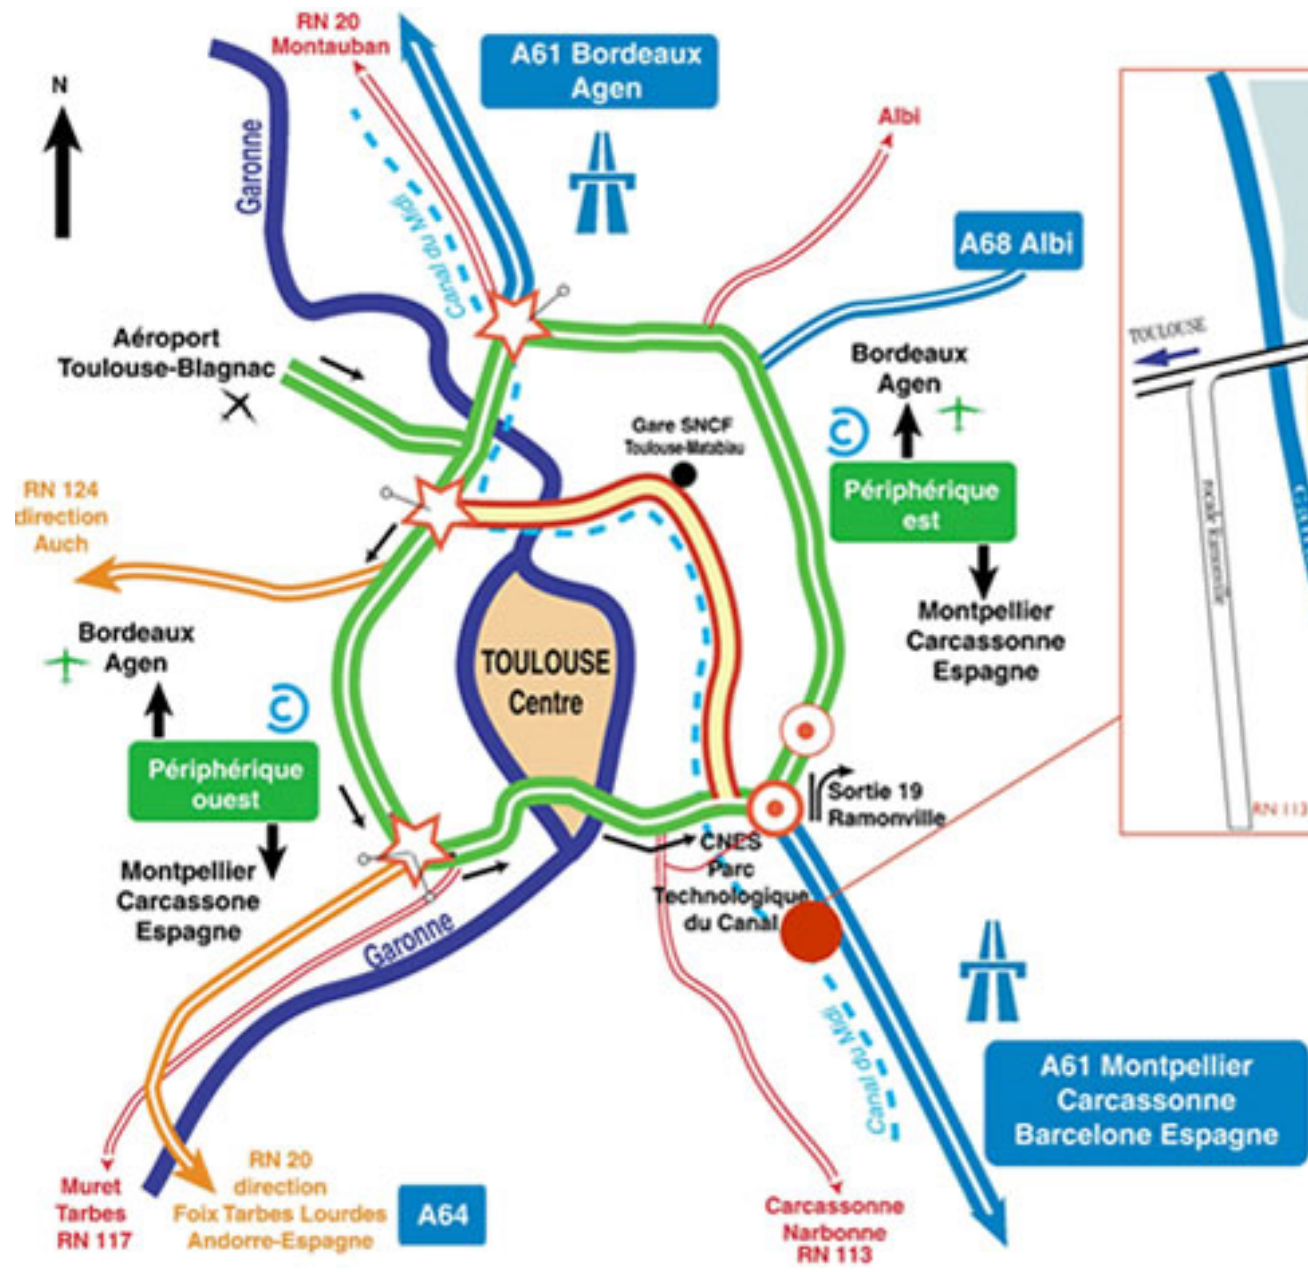 RN 20
Montauban
A61 Bordeaux
Agen
N
Albi
Garonne
Canal du Midi
A68 Albi
Aéroport
Toulouse-Blagnac
Bordeaux
Agen
TOULOUSE
Gare SNCF
Toulouse-Matabiau
C
Périphérique
est
RN 124
direction
Auch
Montpellier
Carcassonne
Espagne
Bordeaux
Agen
TOULOUSE
Centre
C
Périphérique
ouest
Sortie 19
Ramonville
RN 113
CNES
Parc
Technologique
du Canal
Montpellier
Carcassone
Espagne
Garonne
Canal du Midi
A61 Montpellier
Carcassonne
Barcelone Espagne
Muret
Tarbes
RN 117
RN 20
direction
Foix Tarbes Lourdes
Andorre-Espagne
A64
Carcassonne
Narbonne
RN 113